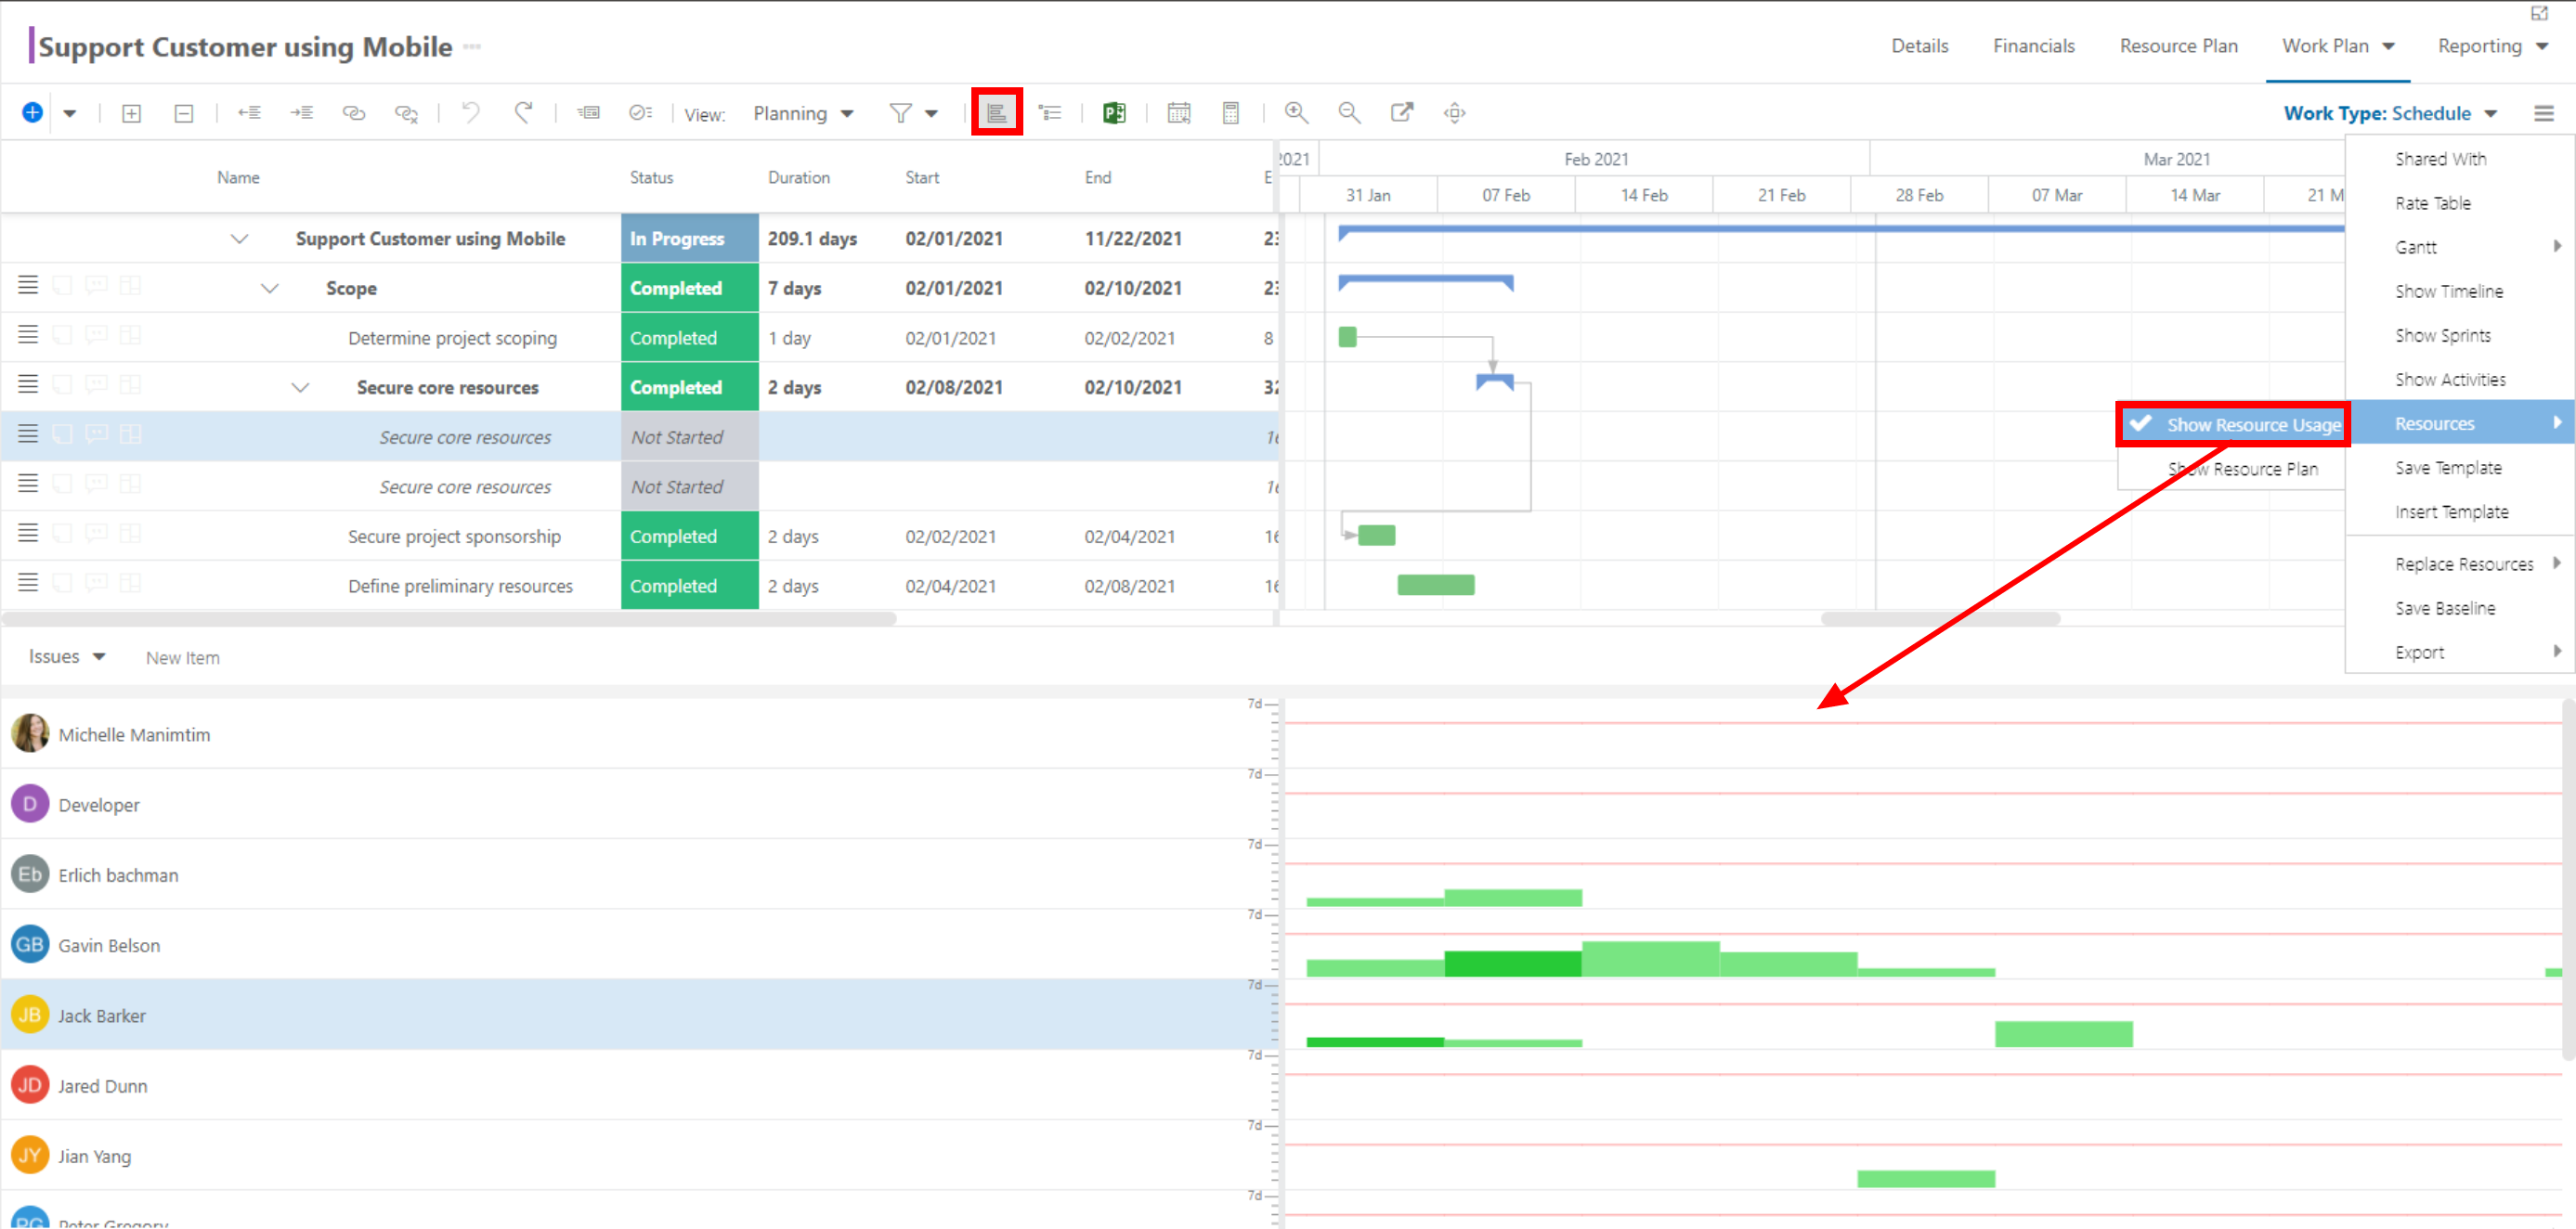 Support Customer using Mobile
Details Financials Resource Plan Work Plan Reporting
View: Planning Work Type: Schedule
Name Status Duration Start End E
2021 Feb 2021 Mar 2021
31 Jan 07 Feb 14 Feb 21 Feb 28 Feb 07 Mar 14 Mar 21 M
Support Customer using Mobile In Progress 209.1 days 02/01/2021 11/22/2021
Scope Completed 7 days 02/01/2021 02/10/2021
Determine project scoping Completed 1 day 02/01/2021 02/02/2021 8
Secure core resources Completed 2 days 02/08/2021 02/10/2021
Secure core resources Not Started
Secure core resources Not Started
Secure project sponsorship Completed 2 days 02/02/2021 02/04/2021
Define preliminary resources Completed 2 days 02/04/2021 02/08/2021
Shared With
Rate Table
Gantt
Show Timeline
Show Sprints
Show Activities
Resources
Show Resource Usage
Show Resource Plan
Save Template
Insert Template
Replace Resources
Save Baseline
Export
Issues New Item
7d
Michelle Manimtim
7d
D Developer
7d
Eb Erlich bachman
7d
GB Gavin Belson
7d
JB Jack Barker
7d
JD Jared Dunn
7d
JY Jian Yang
7d
PG Peter Gregory